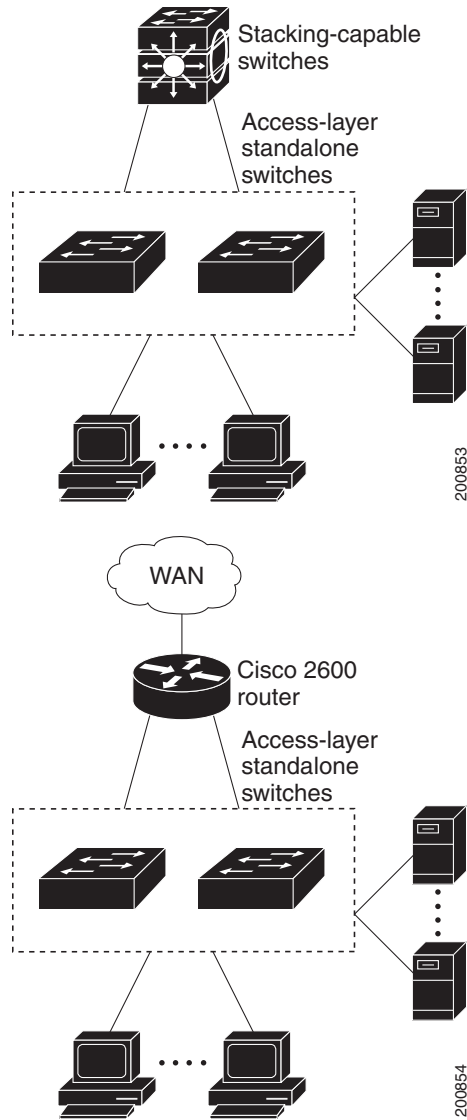 Stacking-capable
switches
Access-layer
standalone
switches
200853
WAN
Cisco 2600
router
Access-layer
standalone
switches
200854